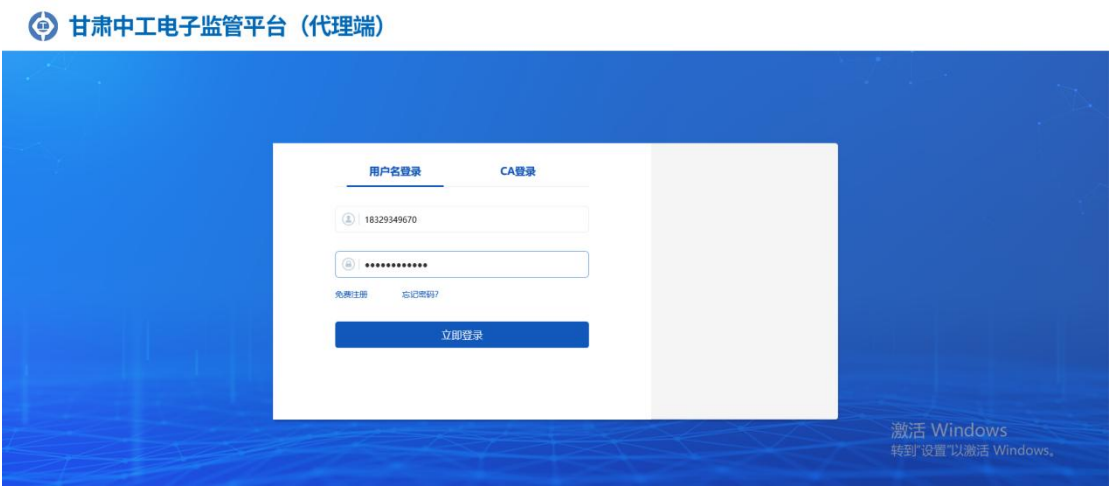 甘肃中工电子监管平台（代理端）
用户名登录 CA登录
18329349670
••••••••••••
免费注册 忘记密码?
立即登录
激活 Windows
转到"设置"以激活 Windows。